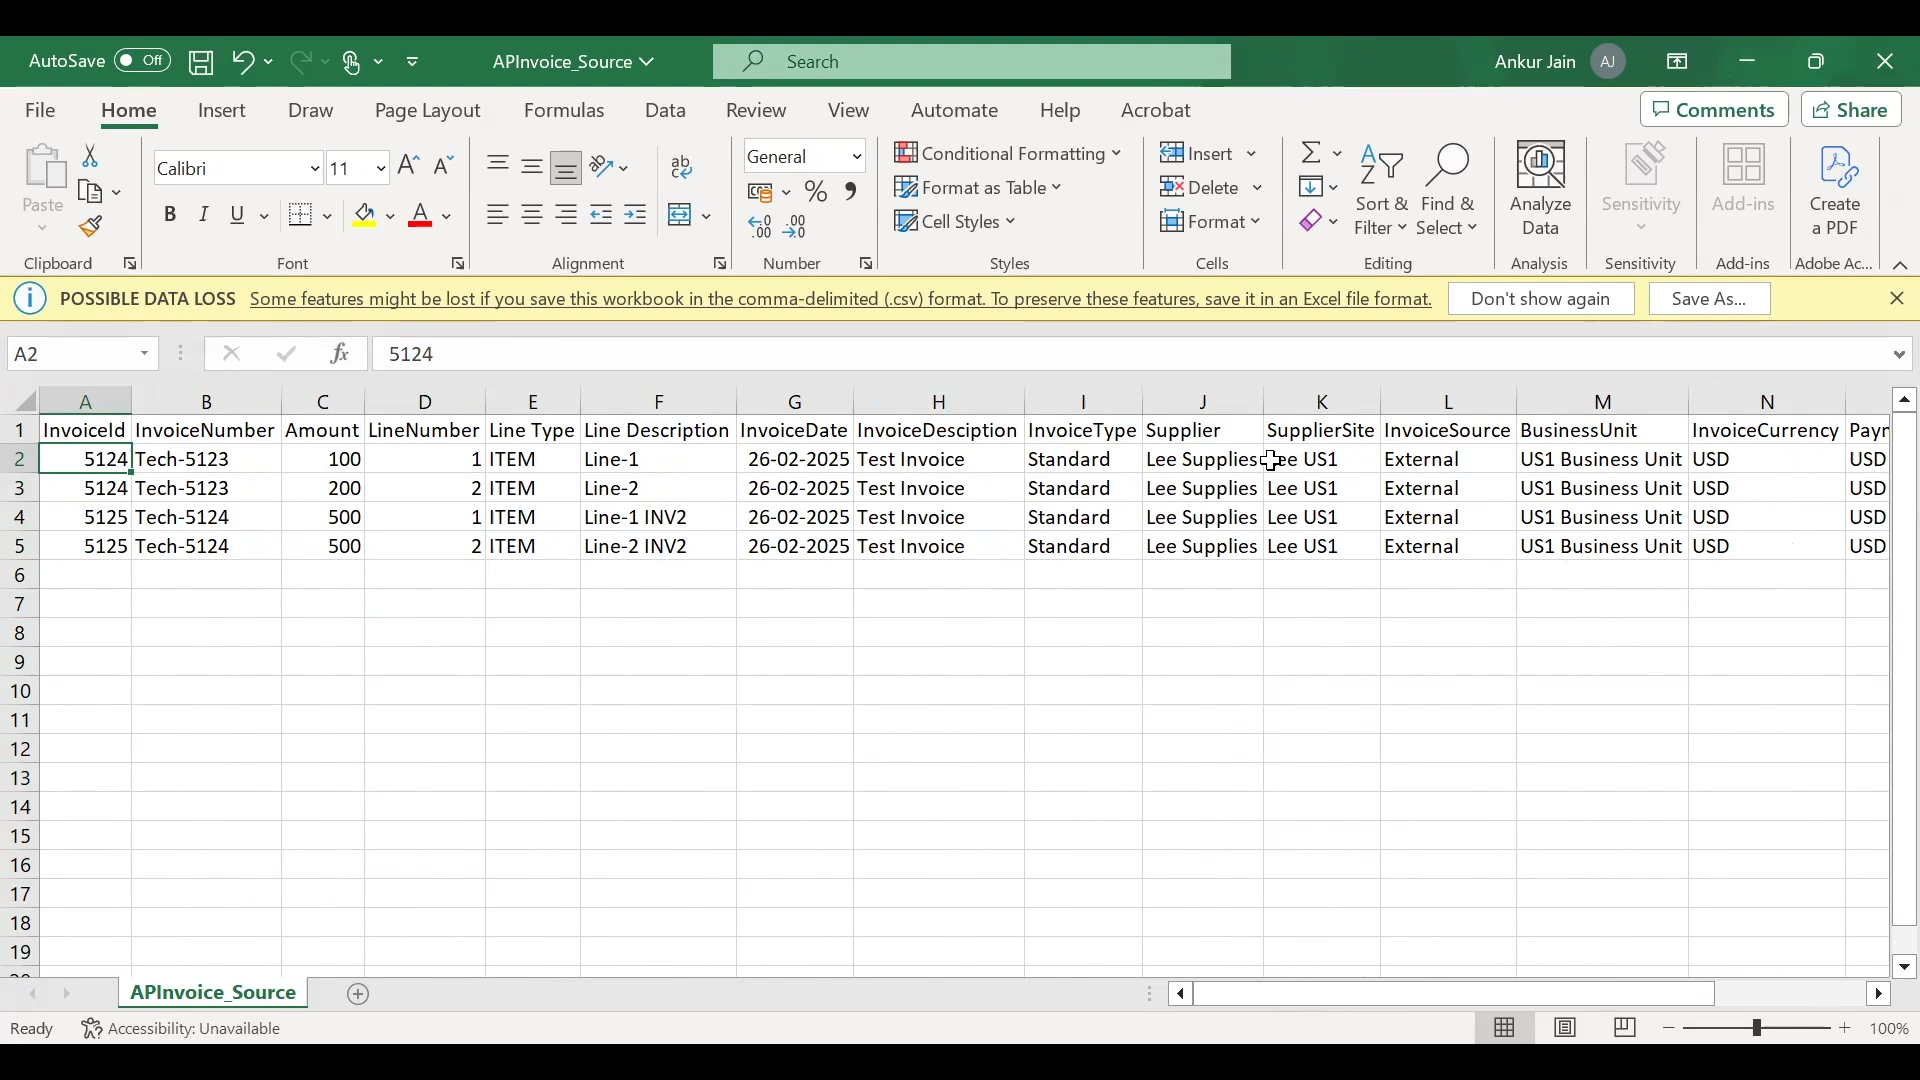 AutoSave Off APInvoice_Source Search Ankur Jain AJ
File Home Insert Draw Page Layout Formulas Data Review View Automate Help Acrobat Comments Share
Paste Calibri 11 ab General Conditional Formatting Insert
Format as Table Delete Sort & Find & Analyze Sensitivity Add-ins Create
B I U A % Cell Styles Format Filter Select Data a PDF
Clipboard Font Alignment Number Styles Cells Editing Analysis Sensitivity Add-ins Adobe Ac...
POSSIBLE DATA LOSS Some features might be lost if you save this workbook in the comma-delimited (.csv) format. To preserve these features, save it in an Excel file format. Don't show again Save As...
A2 fx 5124
A B C D E F G H I J K L M N
1 InvoiceId InvoiceNumber Amount LineNumber Line Type Line Description InvoiceDate InvoiceDesciption InvoiceType Supplier SupplierSite InvoiceSource BusinessUnit InvoiceCurrency
2 5124 Tech-5123 100 1 ITEM Line-1 26-02-2025 Test Invoice Standard Lee Supplies Lee US1 External US1 Business Unit USD USD
3 5124 Tech-5123 200 2 ITEM Line-2 26-02-2025 Test Invoice Standard Lee Supplies Lee US1 External US1 Business Unit USD USD
4 5125 Tech-5124 500 1 ITEM Line-1 INV2 26-02-2025 Test Invoice Standard Lee Supplies Lee US1 External US1 Business Unit USD USD
5 5125 Tech-5124 500 2 ITEM Line-2 INV2 26-02-2025 Test Invoice Standard Lee Supplies Lee US1 External US1 Business Unit USD USD
6
7
8
9
10
11
12
13
14
15
16
17
18
19
APInvoice_Source
Ready Accessibility: Unavailable 100%